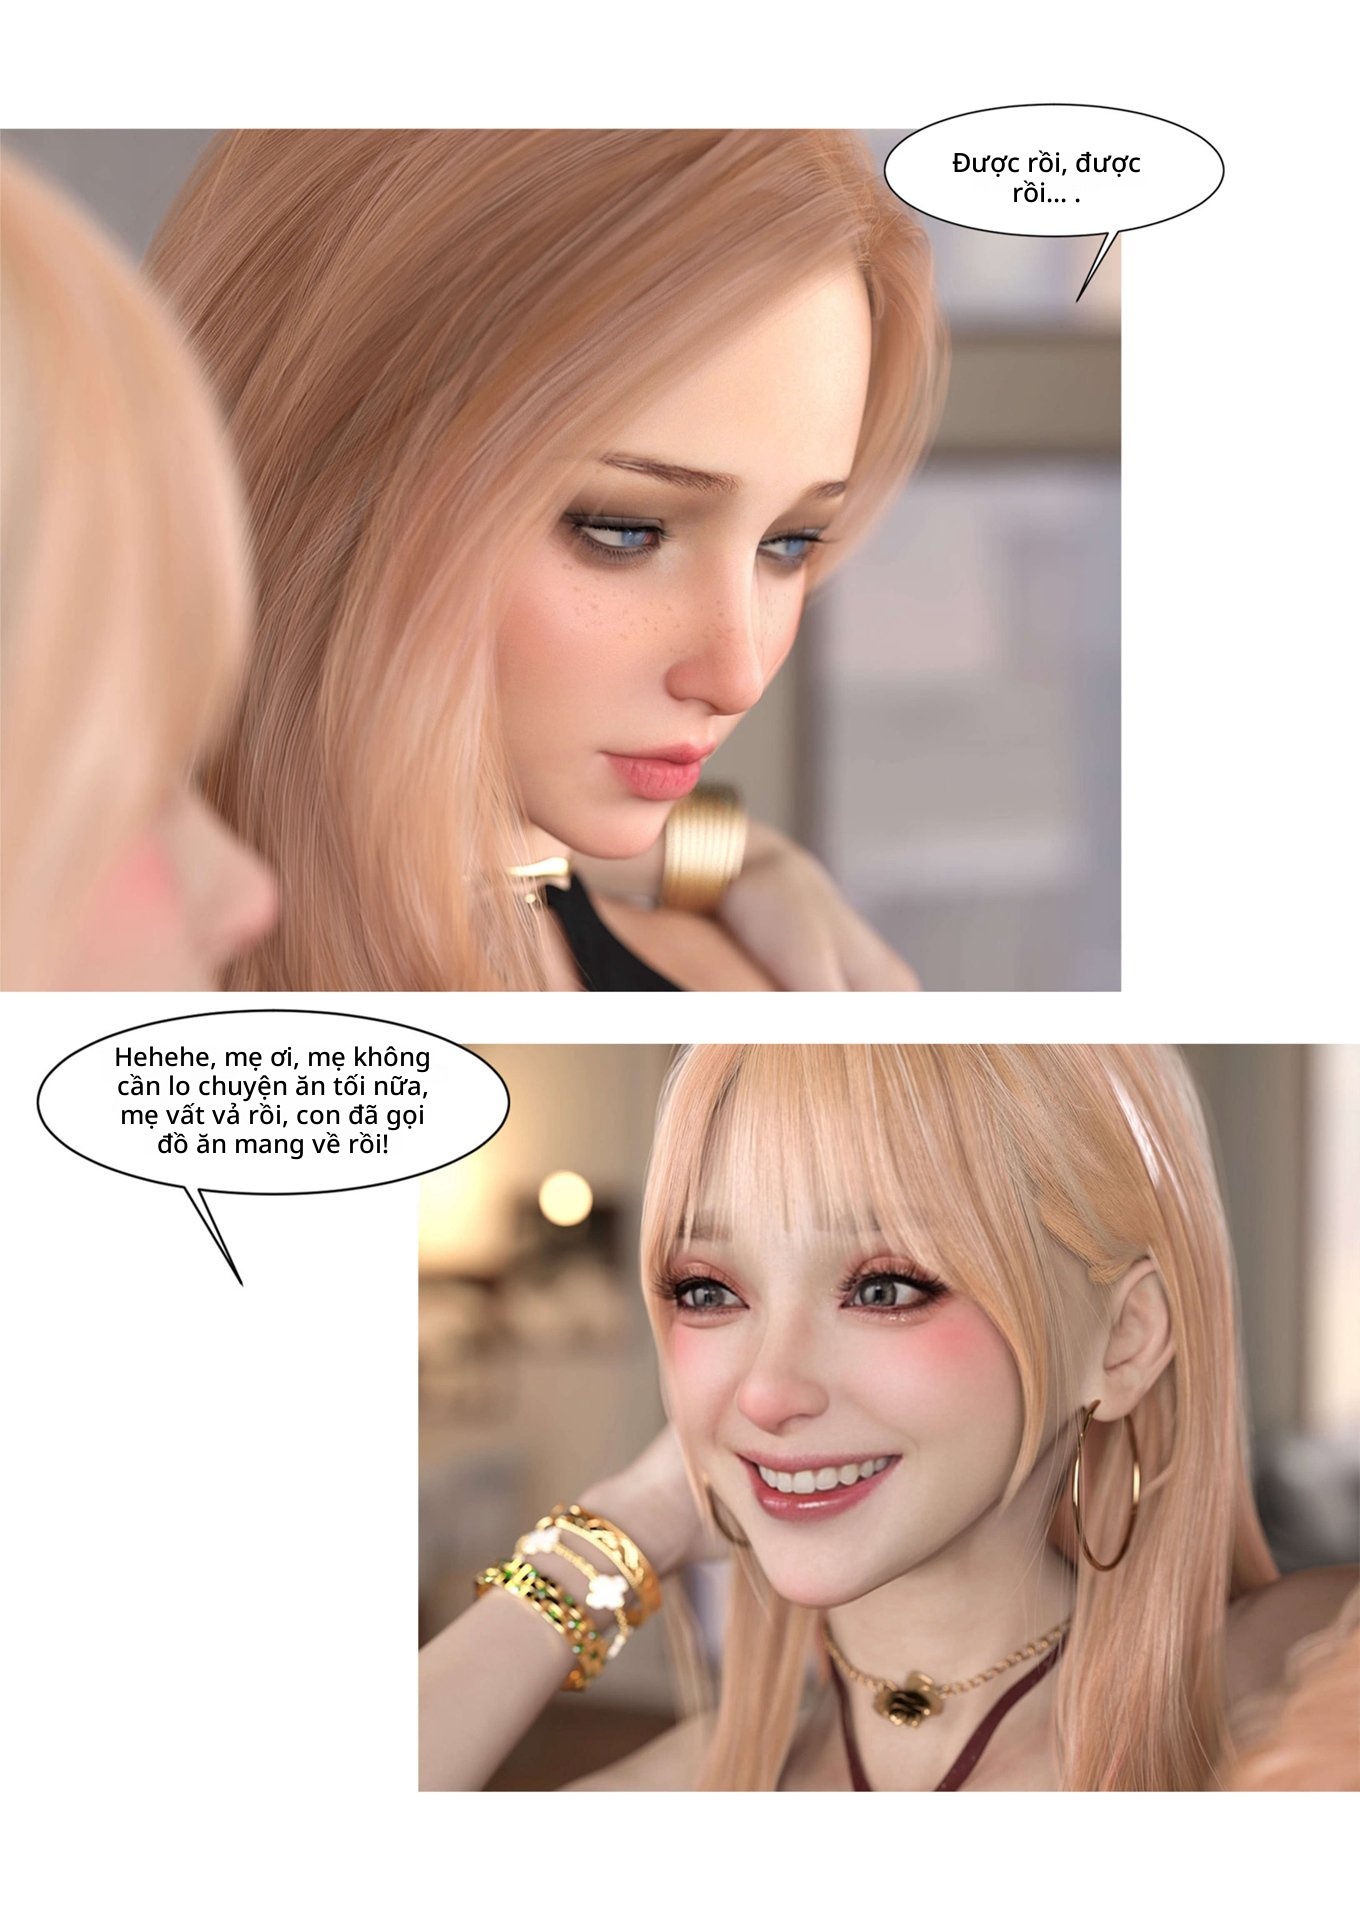 Được rồi, được
rồi... .
Hehehe, mẹ ơi, mẹ không
cần lo chuyện ăn tối nữa,
mẹ vất vả rồi, con đã gọi
đồ ăn mang về rồi!